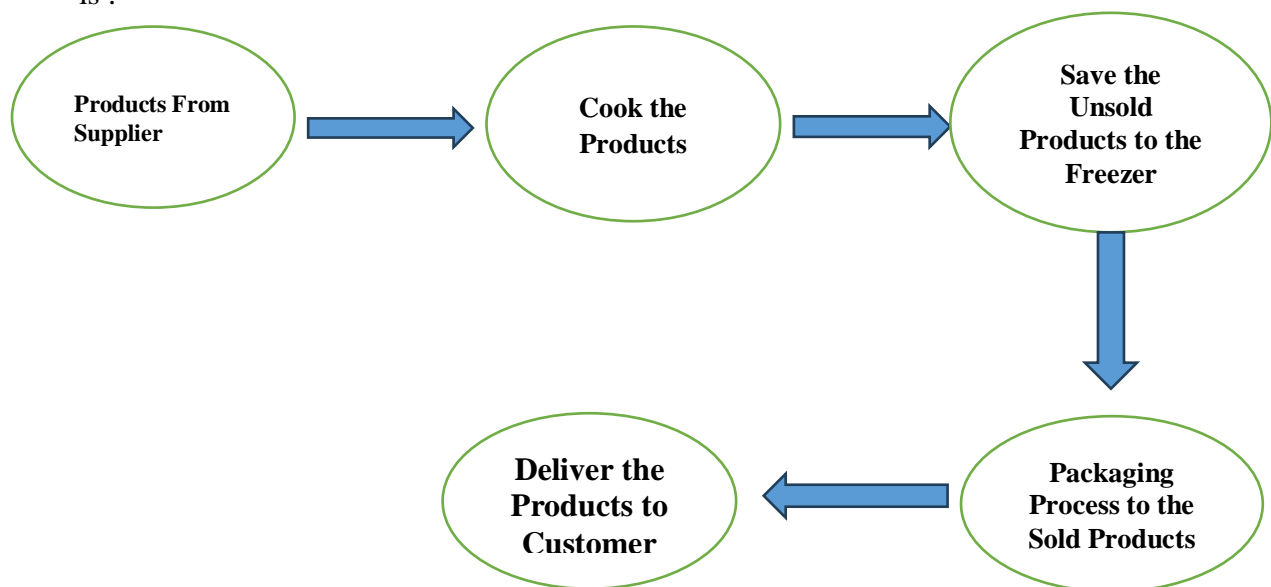 is :
Products From
Supplier
Cook the
Products
Save the
Unsold
Products to the
Freezer
Packaging
Process to the
Sold Products
Deliver the
Products to
Customer